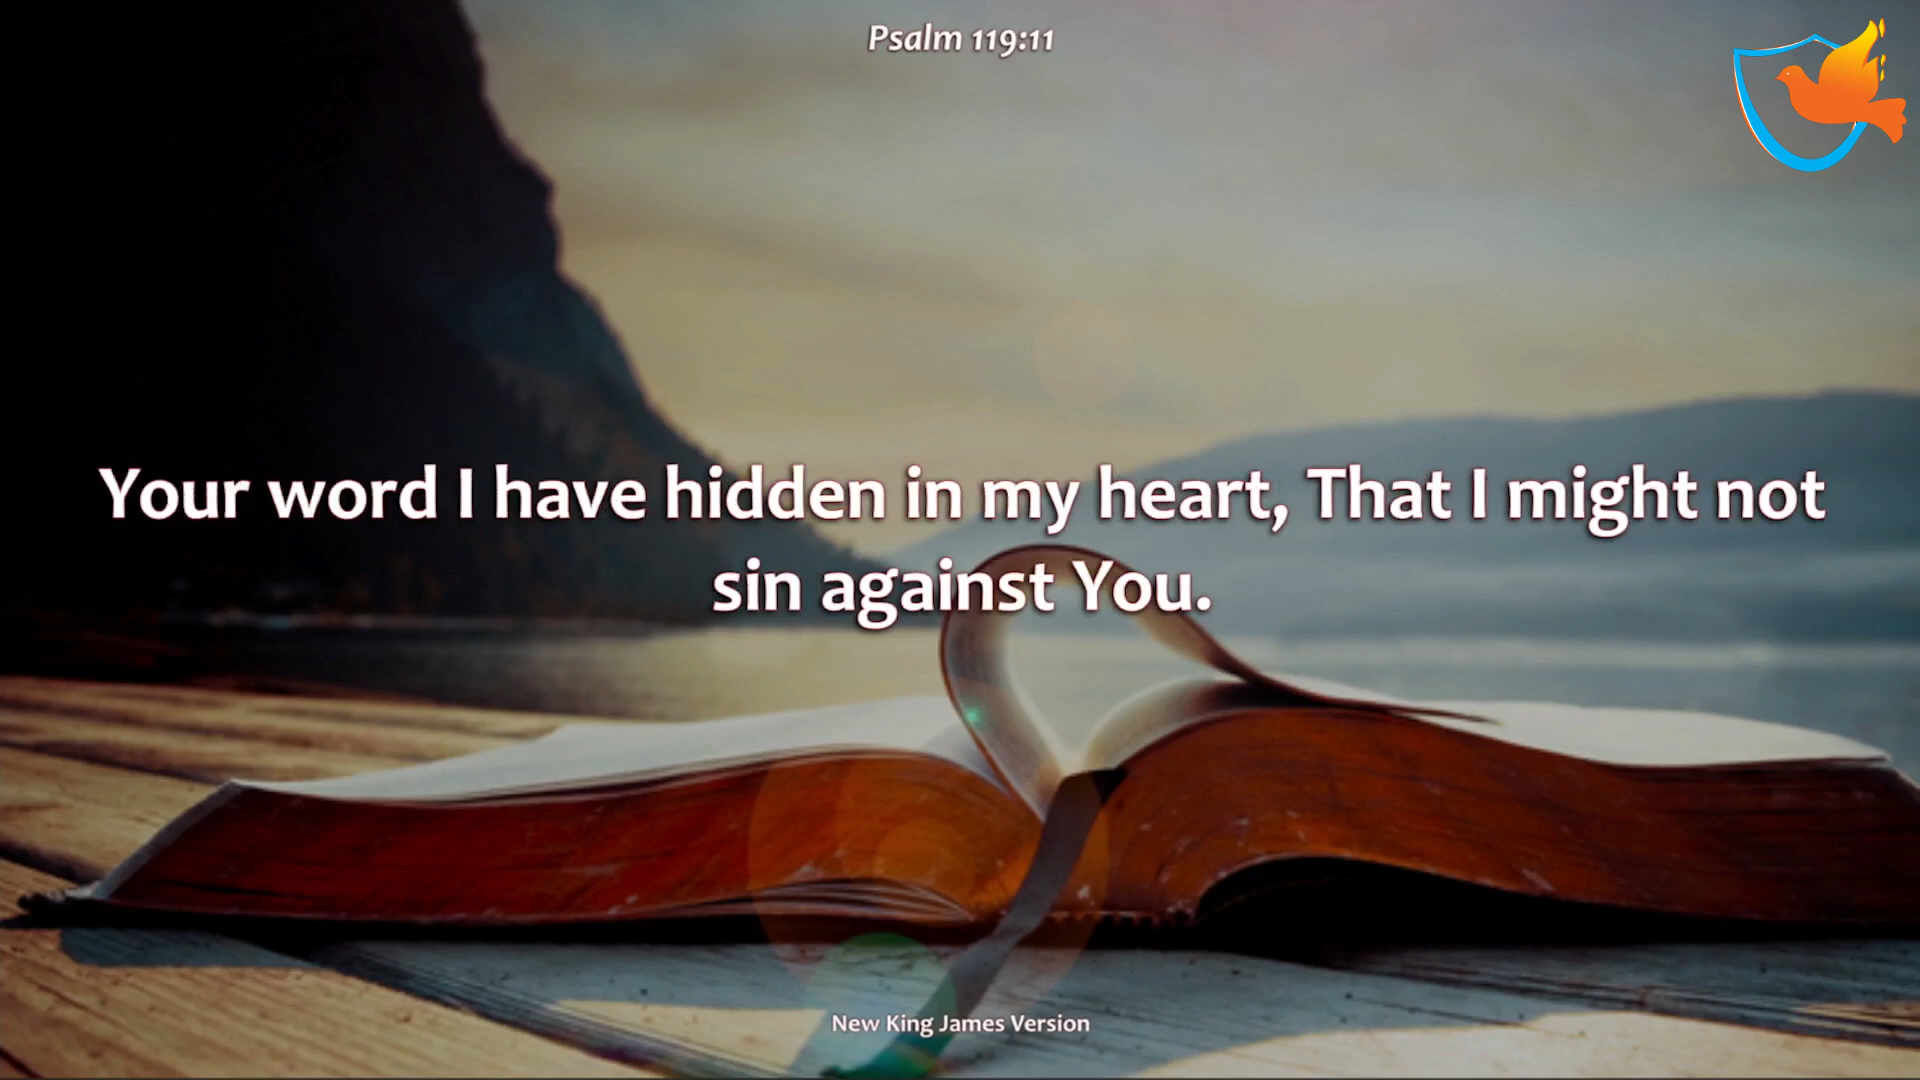 Psalm 119:11
Your word I have hidden in my heart, That I might not
sin against You.
New King James Version